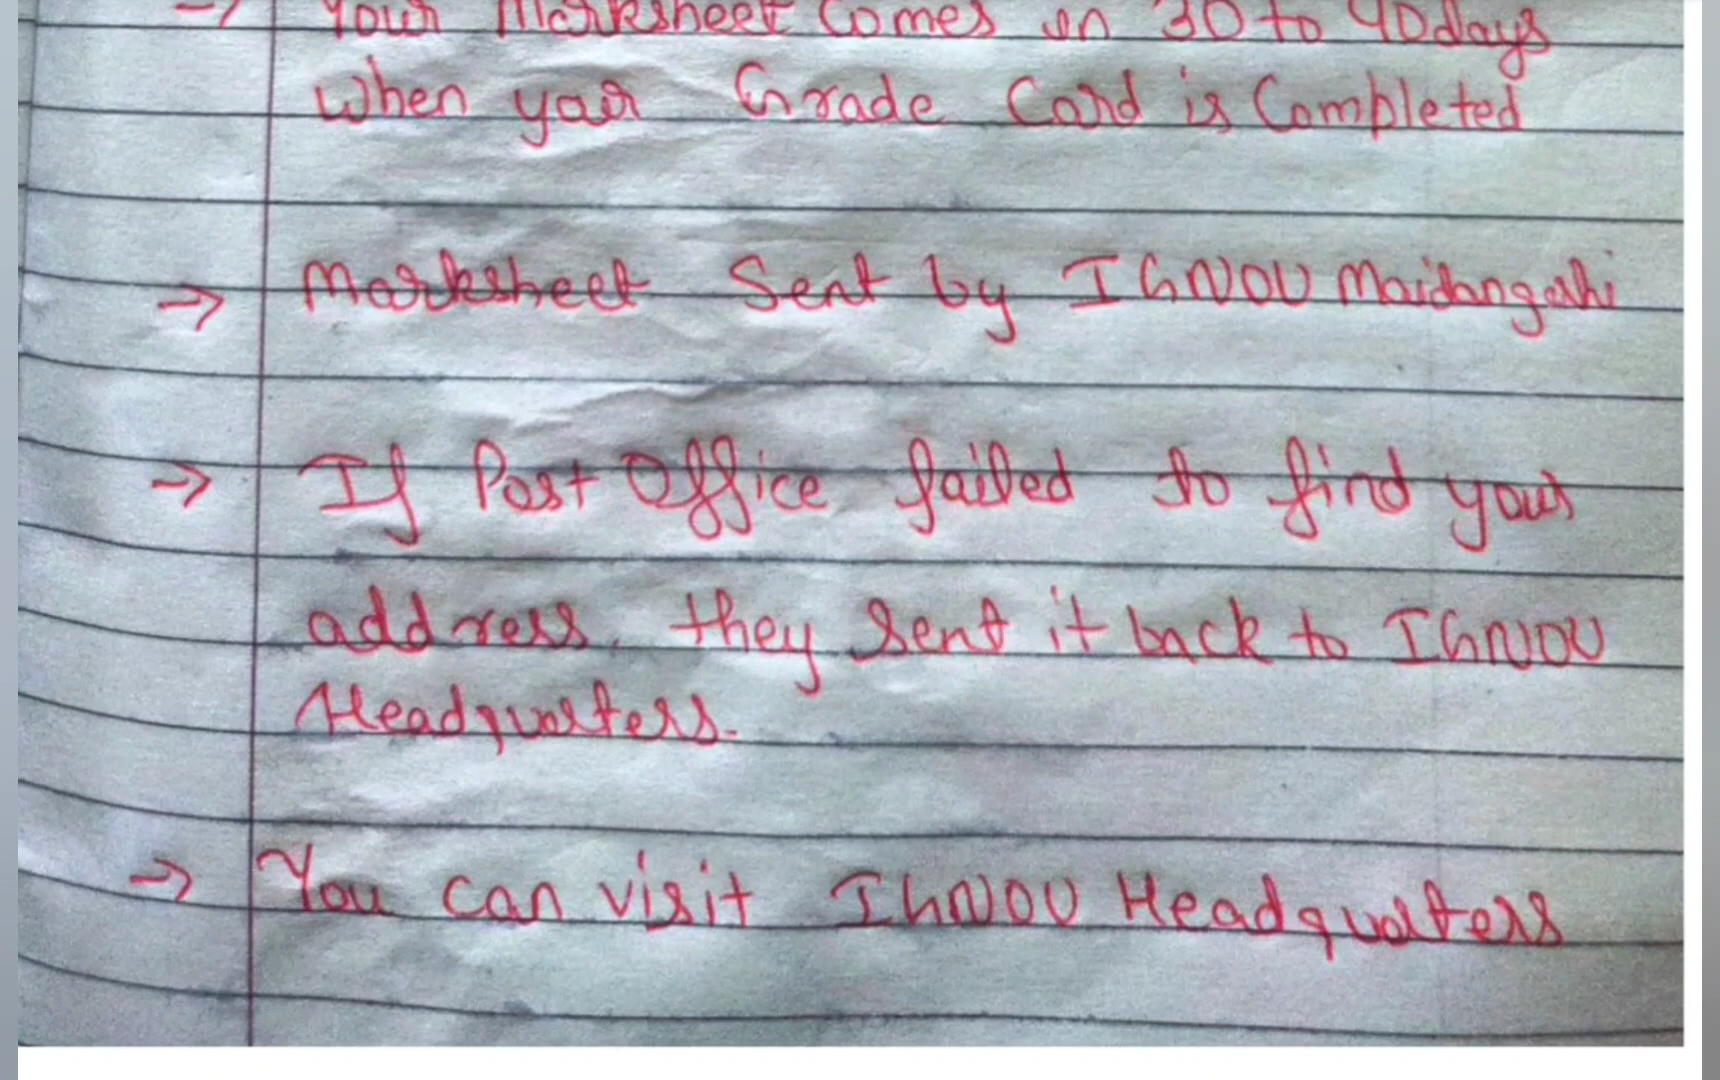 → Your Marksheet Comes in 30 to 40 days
When your Grade Card is Completed
→ Marksheet Sent by IGNOU Maidangarhi
→ If Post Office failed to find your
address, they sent it back to IGNOU
Headquarters.
→ You can visit IGNOU Headquarters